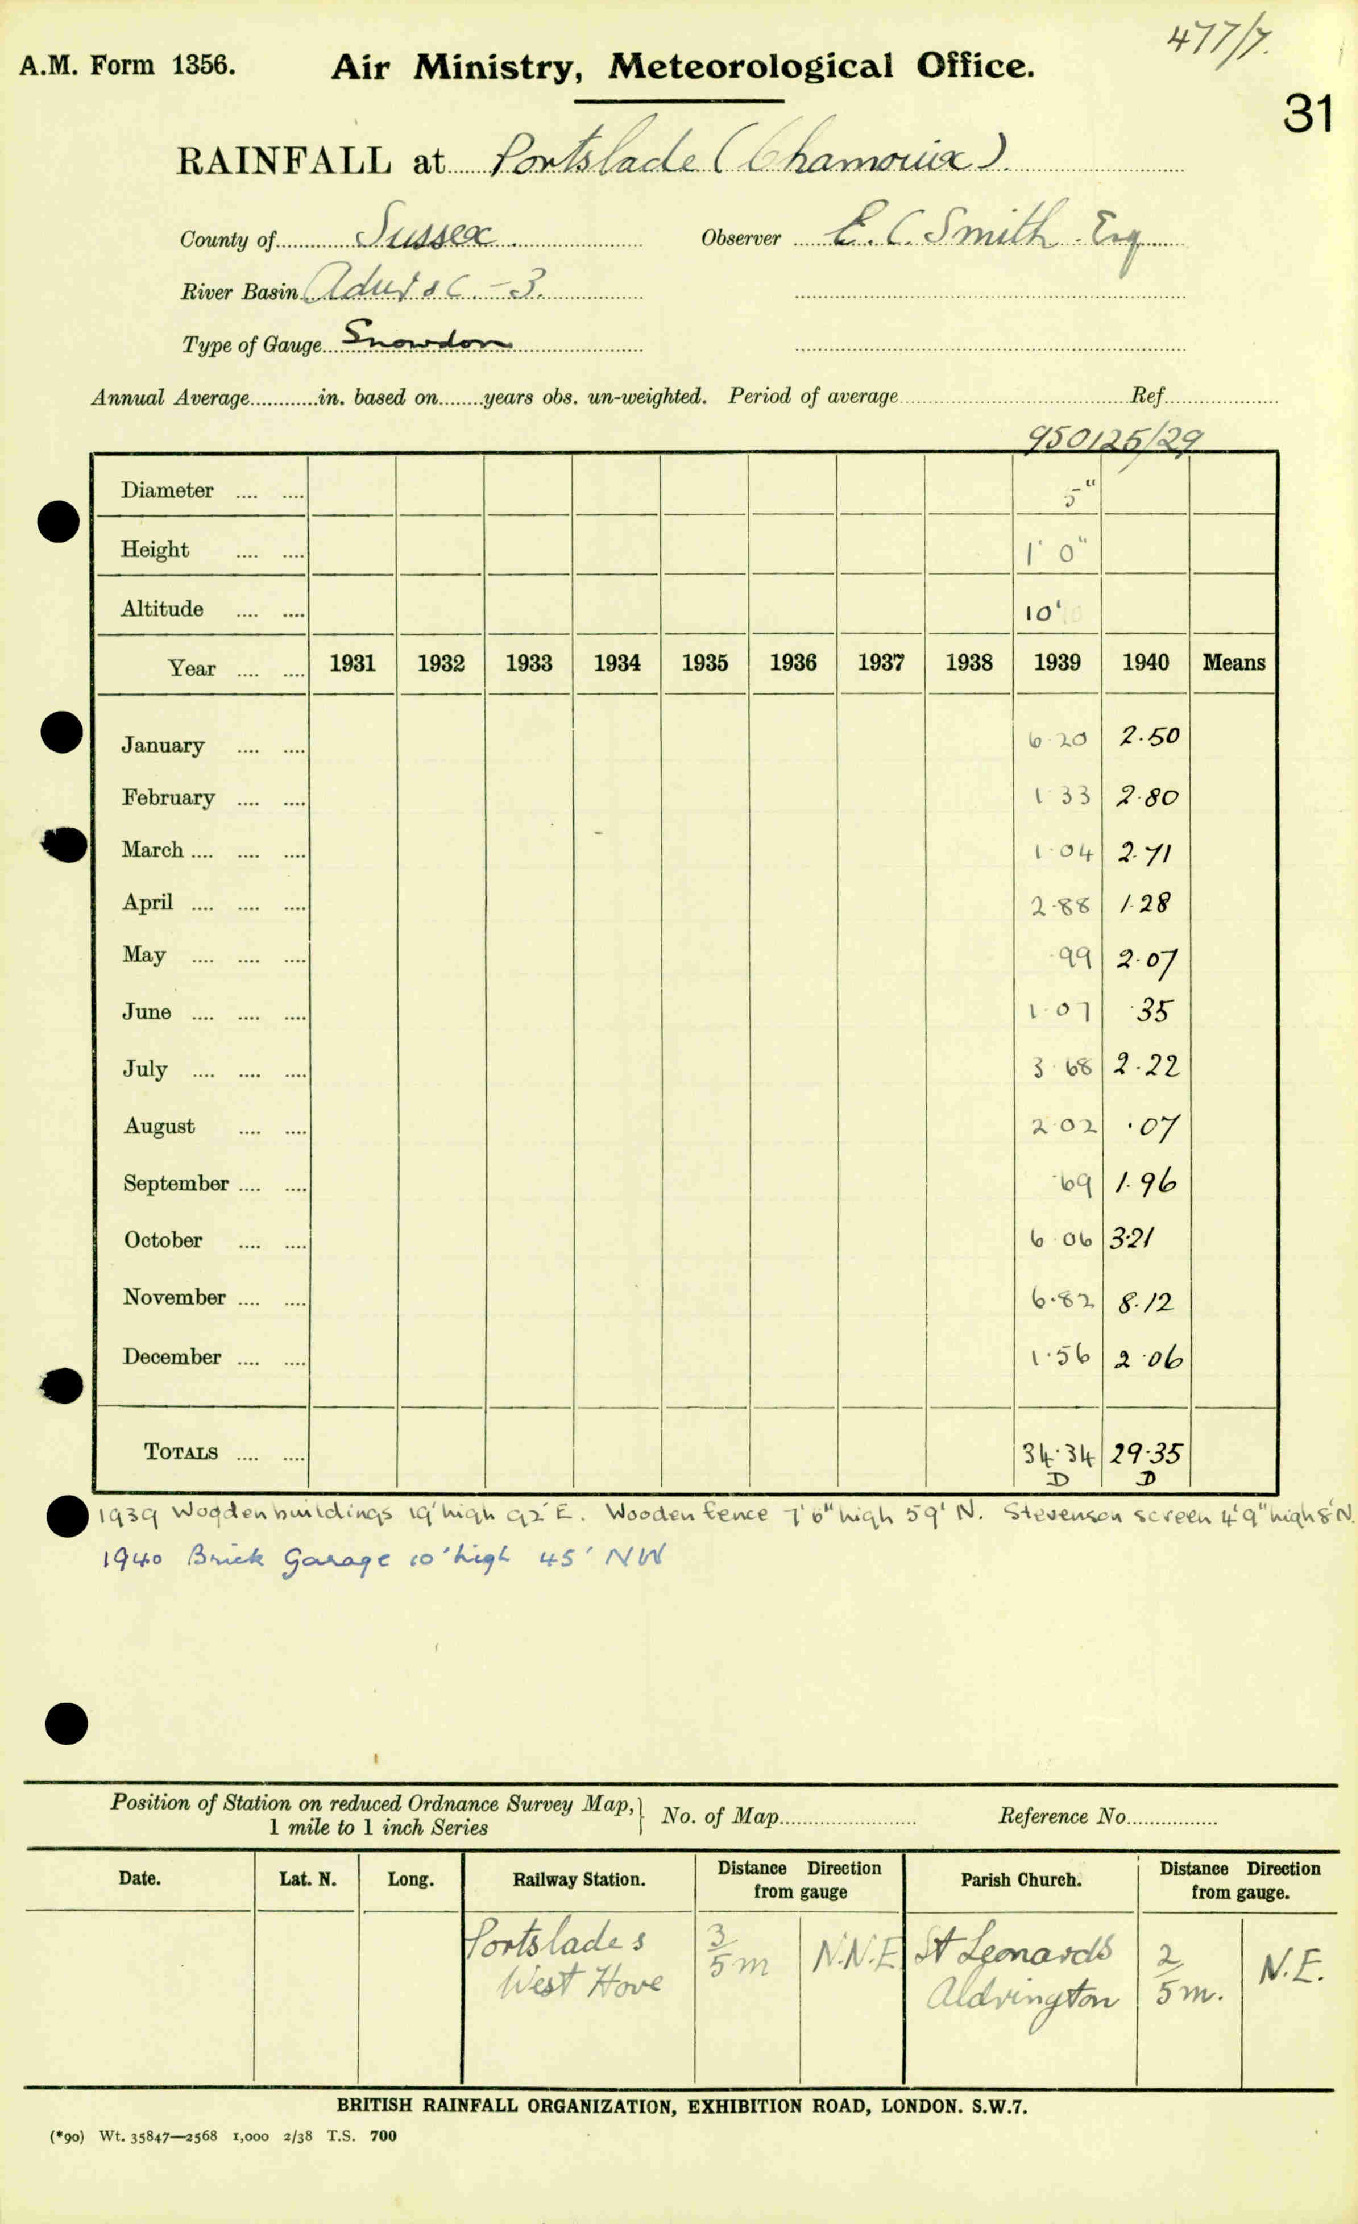 477/7.
A.M. Form 1356. Air Ministry, Meteorological Office.
31
RAINFALL at Portslade (Chamonix).
County of Sussex. Observer E. C. Smith. Esq
River Basin Adur &c. -3.
Type of Gauge Snowdon
Annual Average in. based on years obs. un-weighted. Period of average Ref.
950125/29
Diameter 5"
Height 1' 0"
Altitude 10'
Year 1931 1932 1933 1934 1935 1936 1937 1938 1939 1940 Means
January 6.20 2.50
February 1.33 2.80
March 1.04 2.71
April 2.88 1.28
May .99 2.07
June 1.07 .35
July 3.68 2.22
August 2.02 .07
September .69 1.96
October 6.06 3.21
November 6.82 8.12
December 1.56 2.06
TOTALS 34.34 29.35
D D
1939 Wooden buildings 19' high 92' E. Wooden fence 7'6" high 59' N. Stevenson screen 4'9" high 8' N.
1940 Brick Garage 10' high 45' NW
Position of Station on reduced Ordnance Survey Map, } No. of Map Reference No.
1 mile to 1 inch Series
Date. Lat. N. Long. Railway Station. Distance Direction from gauge Parish Church. Distance Direction from gauge.
Portslade & 3/5 m N.N.E. St Leonards 2/5 m. N.E.
West Hove Aldrington
BRITISH RAINFALL ORGANIZATION, EXHIBITION ROAD, LONDON. S.W.7.
(*90) Wt. 35847—2568 1,000 2/38 T.S. 700